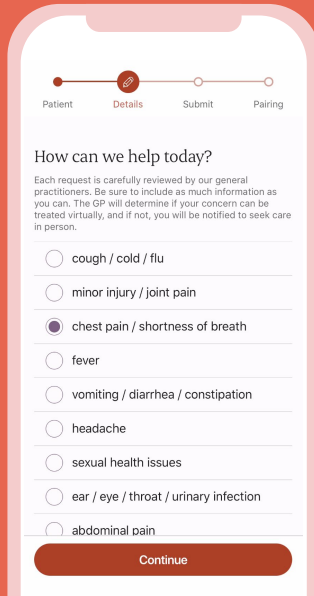 Patient Details Submit Pairing
How can we help today?
Each request is carefully reviewed by our general
practitioners. Be sure to include as much information as
you can. The GP will determine if your concern can be
treated virtually, and if not, you will be notified to seek care
in person.
cough / cold / flu
minor injury / joint pain
chest pain / shortness of breath
fever
vomiting / diarrhea / constipation
headache
sexual health issues
ear / eye / throat / urinary infection
abdominal pain
Continue